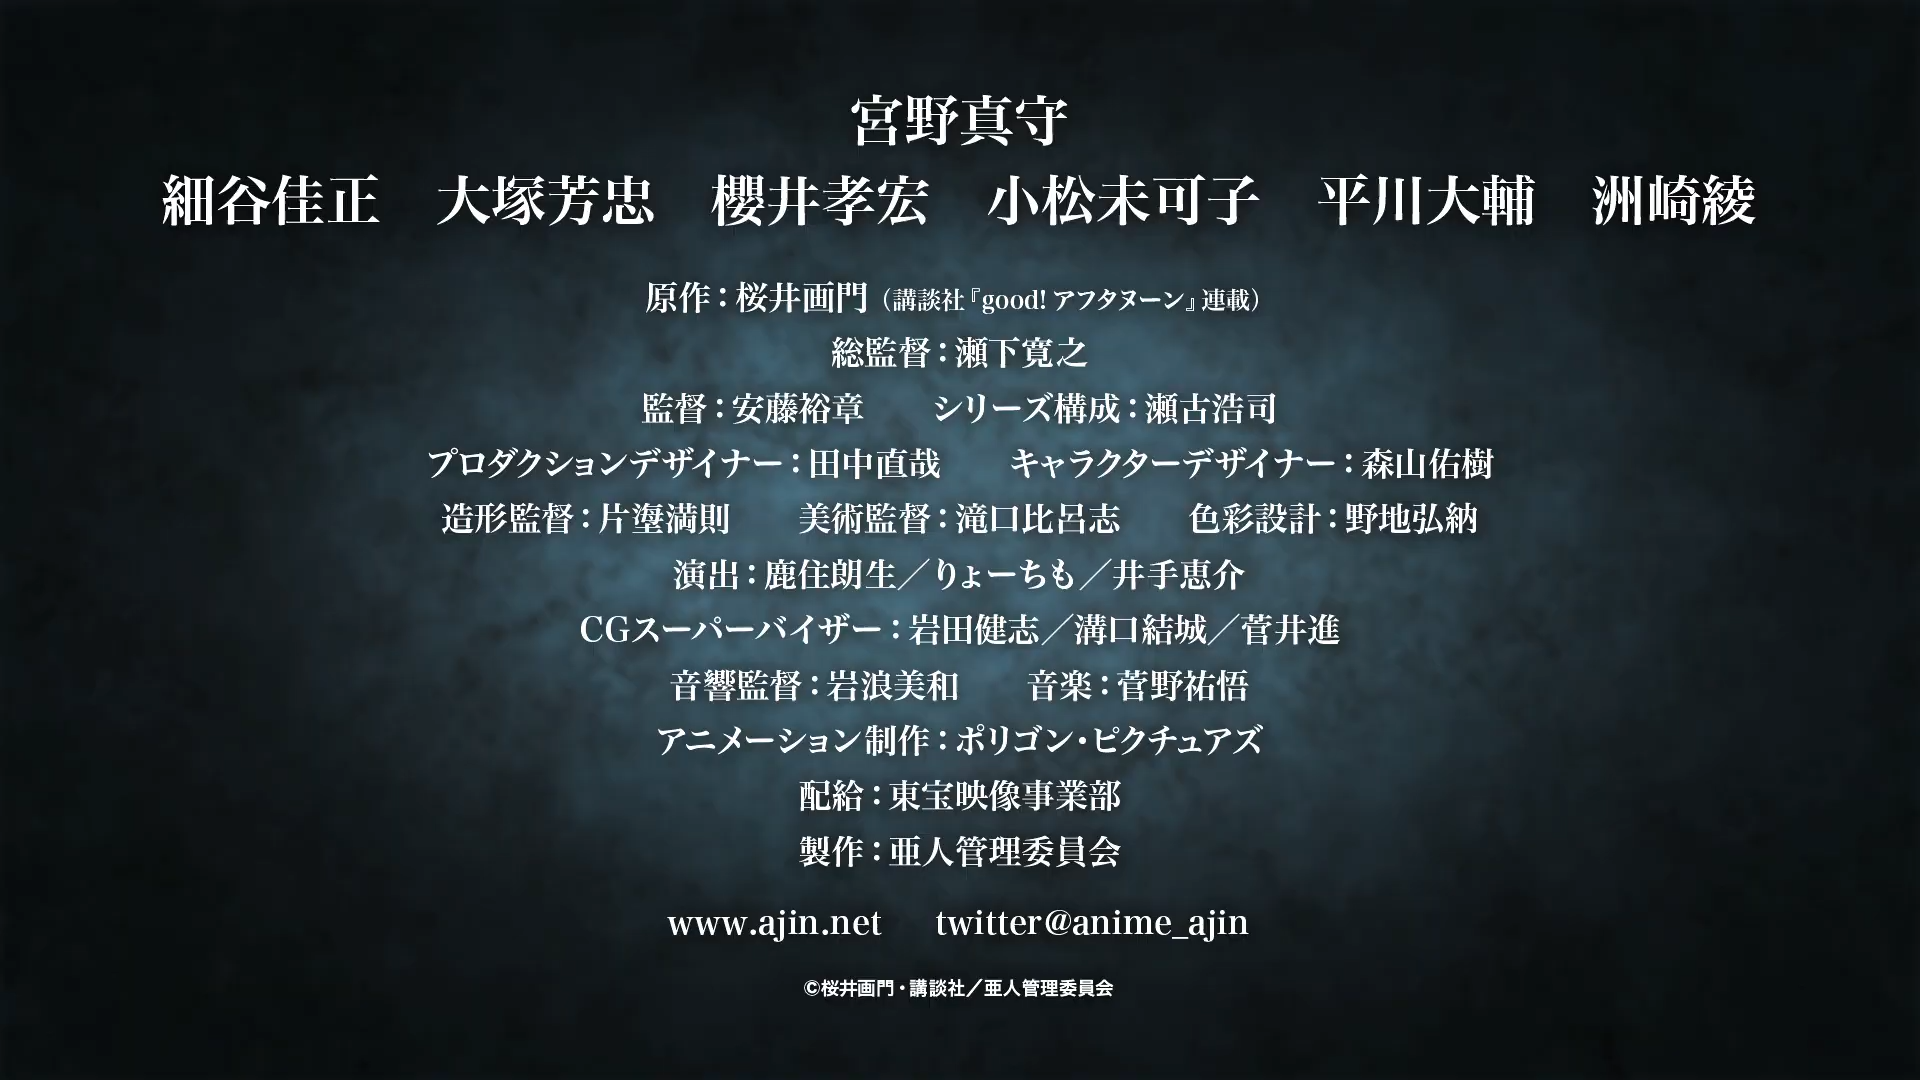 宮野真守
細谷佳正　大塚芳忠　櫻井孝宏　小松未可子　平川大輔　洲崎綾
原作：桜井画門（講談社『good! アフタヌーン』連載）
総監督：瀬下寛之
監督：安藤裕章　シリーズ構成：瀬古浩司
プロダクションデザイナー：田中直哉　キャラクターデザイナー：森山佑樹
造形監督：片塰満則　美術監督：滝口比呂志　色彩設計：野地弘納
演出：鹿住朗生／りょーちも／井手恵介
CGスーパーバイザー：岩田健志／溝口結城／菅井進
音響監督：岩浪美和　音楽：菅野祐悟
アニメーション制作：ポリゴン・ピクチュアズ
配給：東宝映像事業部
製作：亜人管理委員会
www.ajin.net　twitter@anime_ajin
©桜井画門・講談社／亜人管理委員会